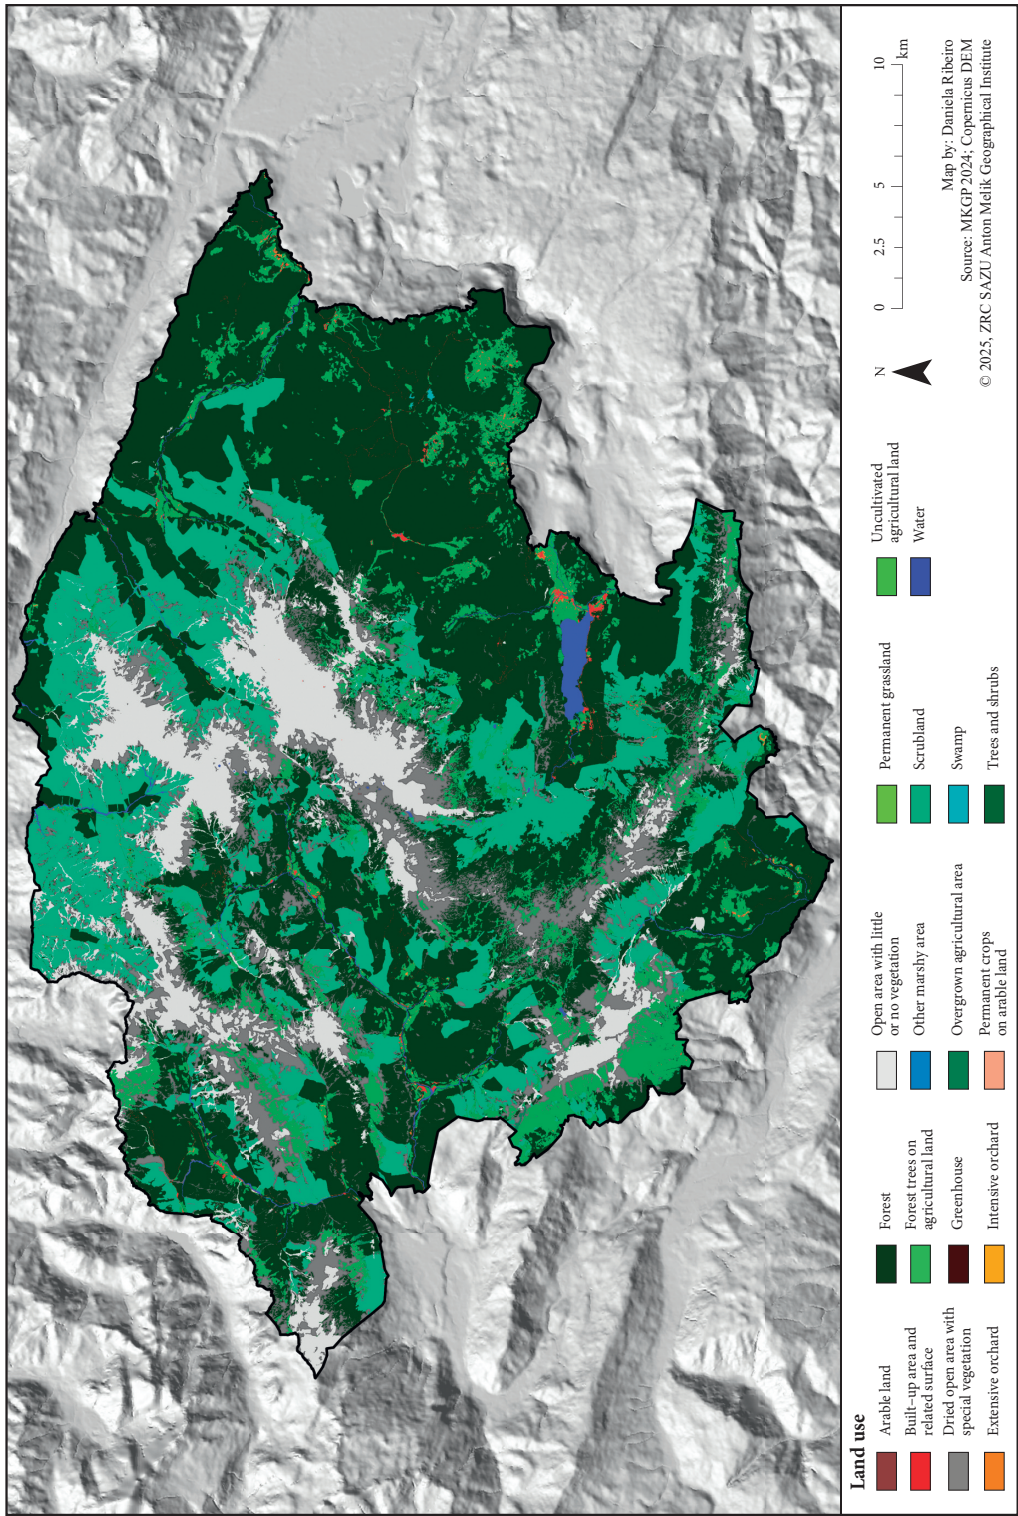 Land use
Arable land
Built-up area and
related surface
Dried open area with
special vegetation
Extensive orchard
Forest
Forest trees on
agricultural land
Greenhouse
Intensive orchard
Open area with little
or no vegetation
Other marshy area
Overgrown agricultural area
Permanent crops
on arable land
Permanent grassland
Scrubland
Swamp
Trees and shrubs
Uncultivated
agricultural land
Water
N
0 2.5 5 10
km
Map by: Daniela Ribeiro
Source: MKGP 2024; Copernicus DEM
© 2025, ZRC SAZU Anton Melik Geographical Institute